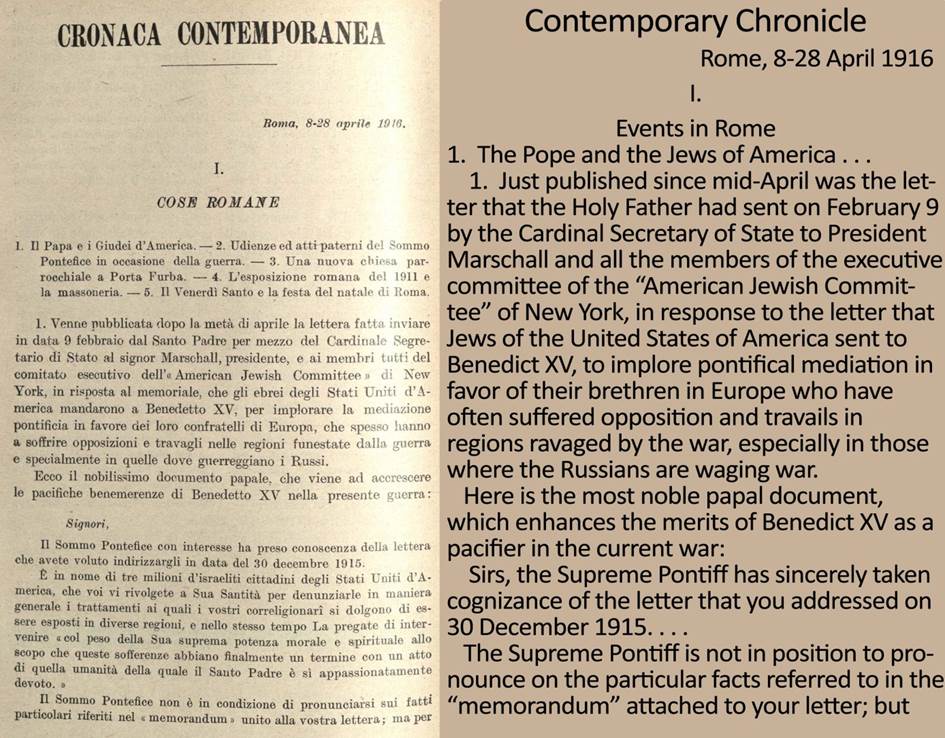 CRONACA CONTEMPORANEA
Roma, 8-28 aprile 1916.
I.
COSE ROMANE
1. Il Papa e i Giudei d'America. — 2. Udienze ed atti paterni del Sommo
Pontefice in occasione della guerra. — 3. Una nuova chiesa par-
rocchiale a Porta Furba. — 4. L'esposizione romana del 1911 e
la massoneria. — 5. Il Venerdì Santo e la festa del natale di Roma.
1. Venne pubblicata dopo la metà di aprile la lettera fatta inviare
in data 9 febbraio dal Santo Padre per mezzo del Cardinale Segre-
tario di Stato al signor Marschall, presidente, e ai membri tutti del
comitato esecutivo dell'« American Jewish Committee » di New
York, in risposta al memoriale, che gli ebrei degli Stati Uniti d'A-
merica mandarono a Benedetto XV, per implorare la mediazione
pontificia in favore dei loro confratelli di Europa, che spesso hanno
a soffrire opposizioni e travagli nelle regioni funestate dalla guerra
e specialmente in quelle dove guerreggiano i Russi.
Ecco il nobilissimo documento papale, che viene ad accrescere
le pacifiche benemerenze di Benedetto XV nella presente guerra:
Signori,
Il Sommo Pontefice con interesse ha preso conoscenza della lettera
che avete voluto indirizzargli in data del 30 decembre 1915.
È in nome di tre milioni d'israeliti cittadini degli Stati Uniti d'A-
merica, che voi vi rivolgete a Sua Santità per denunziarle in maniera
generale i trattamenti ai quali i vostri correligionarî si dolgono di es-
sere esposti in diverse regioni, e nello stesso tempo La pregate di inter-
venire « col peso della Sua suprema potenza morale e spirituale allo
scopo che queste sofferenze abbiano finalmente un termine con un atto
di quella umanità della quale il Santo Padre è sì appassionatamente
devoto. »
Il Sommo Pontefice non è in condizione di pronunciarsi sui fatti
particolari riferiti nel « memorandum » unito alla vostra lettera; ma per
Contemporary Chronicle
Rome, 8-28 April 1916
I.
Events in Rome
1. The Pope and the Jews of America . . .
1. Just published since mid-April was the let-
ter that the Holy Father had sent on February 9
by the Cardinal Secretary of State to President
Marschall and all the members of the executive
committee of the “American Jewish Commit-
tee” of New York, in response to the letter that
Jews of the United States of America sent to
Benedict XV, to implore pontifical mediation in
favor of their brethren in Europe who have
often suffered opposition and travails in
regions ravaged by the war, especially in those
where the Russians are waging war.
Here is the most noble papal document,
which enhances the merits of Benedict XV as a
pacifier in the current war:
Sirs, the Supreme Pontiff has sincerely taken
cognizance of the letter that you addressed on
30 December 1915. . . .
The Supreme Pontiff is not in position to pro-
nounce on the particular facts referred to in the
“memorandum” attached to your letter; but